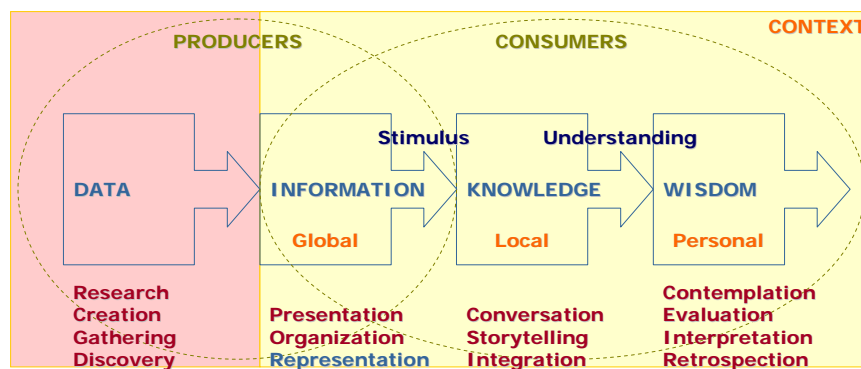 PRODUCERS
CONSUMERS
CONTEXT
Stimulus
Understanding
DATA
INFORMATION
KNOWLEDGE
WISDOM
Global
Local
Personal
Research
Creation
Gathering
Discovery
Presentation
Organization
Representation
Conversation
Storytelling
Integration
Contemplation
Evaluation
Interpretation
Retrospection